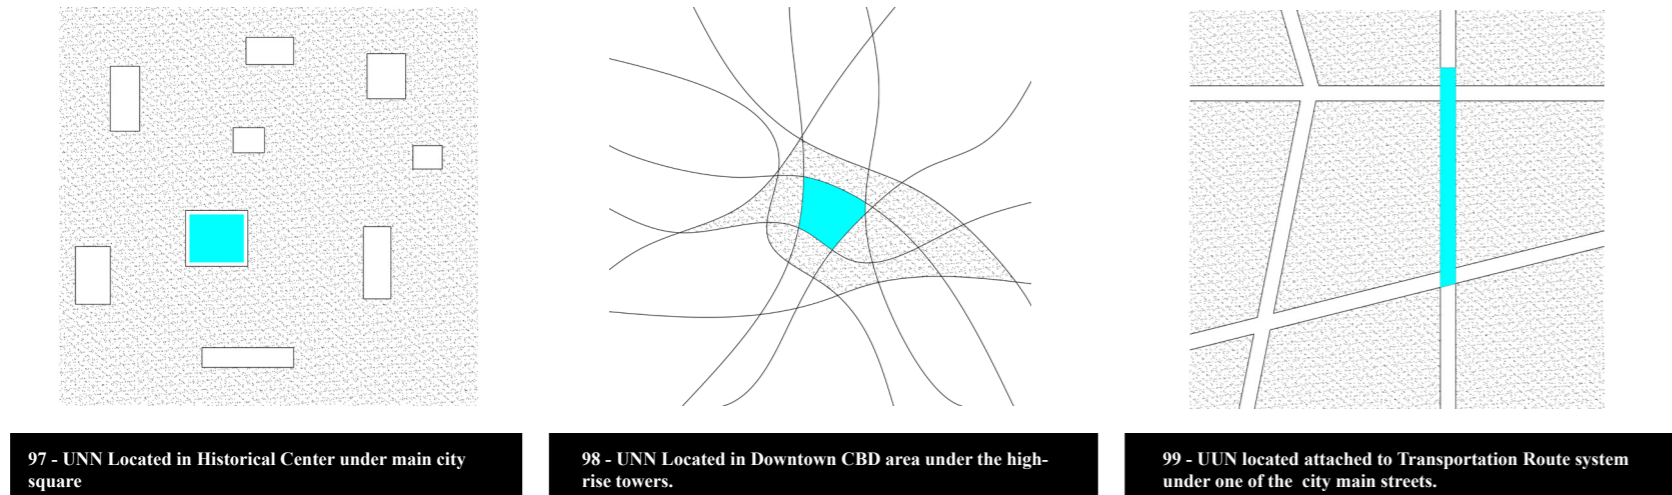 97 - UNN Located in Historical Center under main city
square
98 - UNN Located in Downtown CBD area under the high-
rise towers.
99 - UUN located attached to Transportation Route system
under one of the  city main streets.